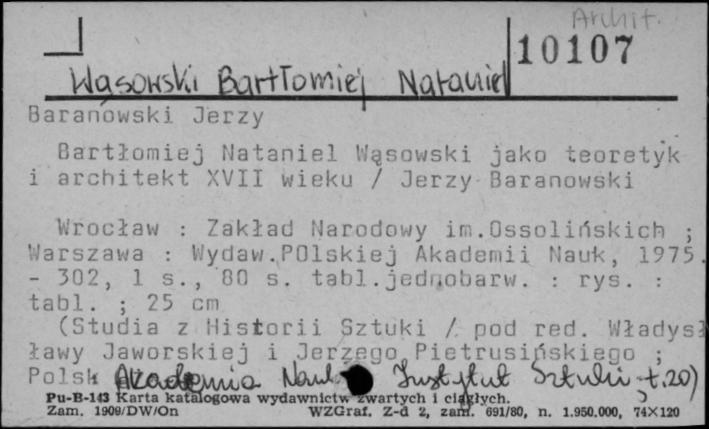 Archit.
10107
Wąsowski Bartłomiej Nataniel
Baranowski Jerzy
Bartłomiej Nataniel Wąsowski jako teoretyk
i architekt XVII wieku / Jerzy Baranowski
Wrocław : Zakład Narodowy im.Ossolińskich ;
Warszawa : Wydaw.POlskiej Akademii Nauk, 1975.
- 302, 1 s., 80 s. tabl.jednobarw. : rys. :
tabl. ; 25 cm
(Studia z Historii Sztuki / pod red. Władysł
ławy Jaworskiej i Jerzego Pietrusińskiego ;
Polsk Akademia Nauk Instytut Sztuki ; t.20)
Pu-B-143 Karta katalogowa wydawnictw zwartych i ciągłych.
Zam. 1909/DW/On WZGraf. Z-d 2, zam. 691/80, n. 1.950.000, 74×120